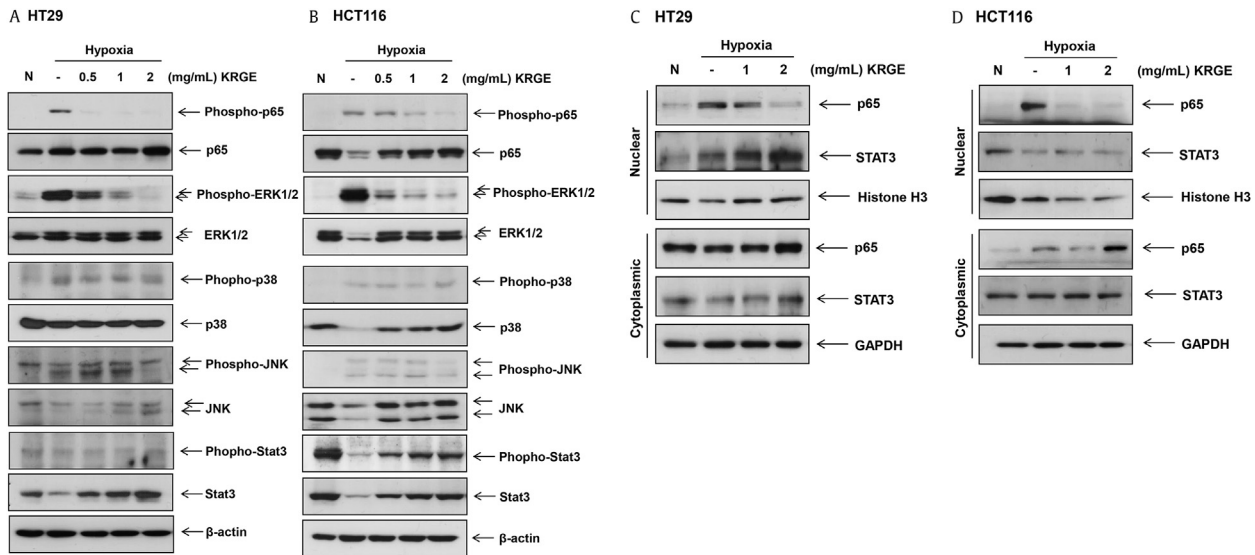 A HT29
Hypoxia
N - 0.5 1 2 (mg/mL) KRGE
Phospho-p65
p65
Phospho-ERK1/2
ERK1/2
Phopho-p38
p38
Phospho-JNK
JNK
Phopho-Stat3
Stat3
β-actin
B HCT116
Hypoxia
N - 0.5 1 2 (mg/mL) KRGE
Phospho-p65
p65
Phospho-ERK1/2
ERK1/2
Phopho-p38
p38
Phospho-JNK
JNK
Phopho-Stat3
Stat3
β-actin
C HT29
Hypoxia
N - 1 2 (mg/mL) KRGE
Nuclear
p65
STAT3
Histone H3
Cytoplasmic
p65
STAT3
GAPDH
D HCT116
Hypoxia
N - 1 2 (mg/mL) KRGE
Nuclear
p65
STAT3
Histone H3
Cytoplasmic
p65
STAT3
GAPDH